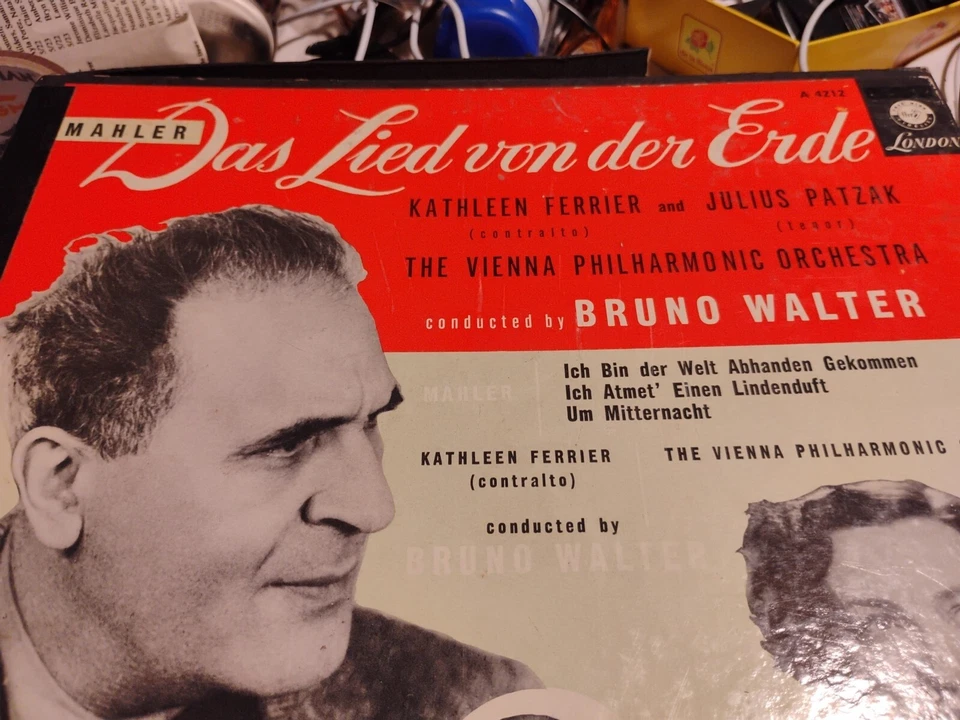 A 4212
MAHLER
Das Lied von der Erde
LONDON
KATHLEEN FERRIER and JULIUS PATZAK
(contralto) (tenor)
THE VIENNA PHILHARMONIC ORCHESTRA
conducted by BRUNO WALTER
Ich Bin der Welt Abhanden Gekommen
MAHLER
Ich Atmet' Einen Lindenduft
Um Mitternacht
KATHLEEN FERRIER THE VIENNA PHILHARMONIC
(contralto)
conducted by
BRUNO WALTER